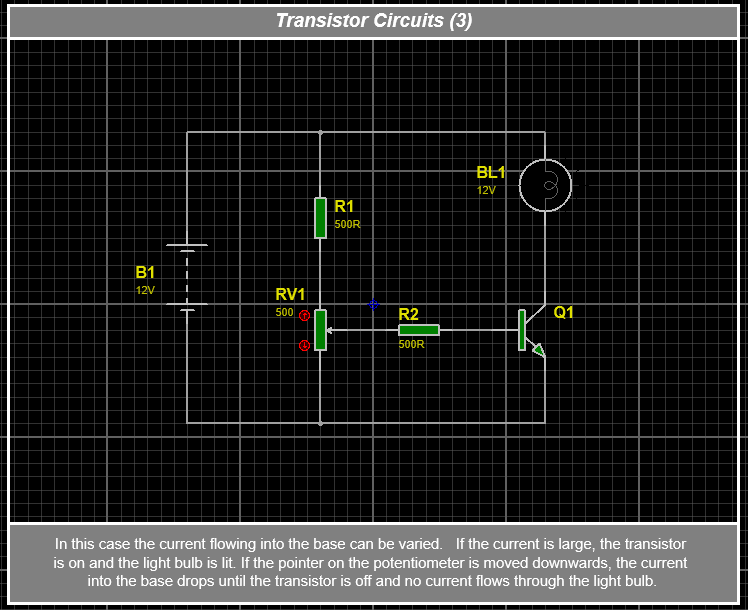 Transistor Circuits (3)
BL1
12V
R1
500R
B1
12V
RV1
500
R2
500R
Q1
In this case the current flowing into the base can be varied.   If the current is large, the transistor
is on and the light bulb is lit. If the pointer on the potentiometer is moved downwards, the current
into the base drops until the transistor is off and no current flows through the light bulb.